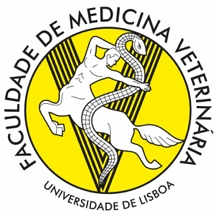 FACULDADE DE MEDICINA VETERINÁRIA
UNIVERSIDADE DE LISBOA